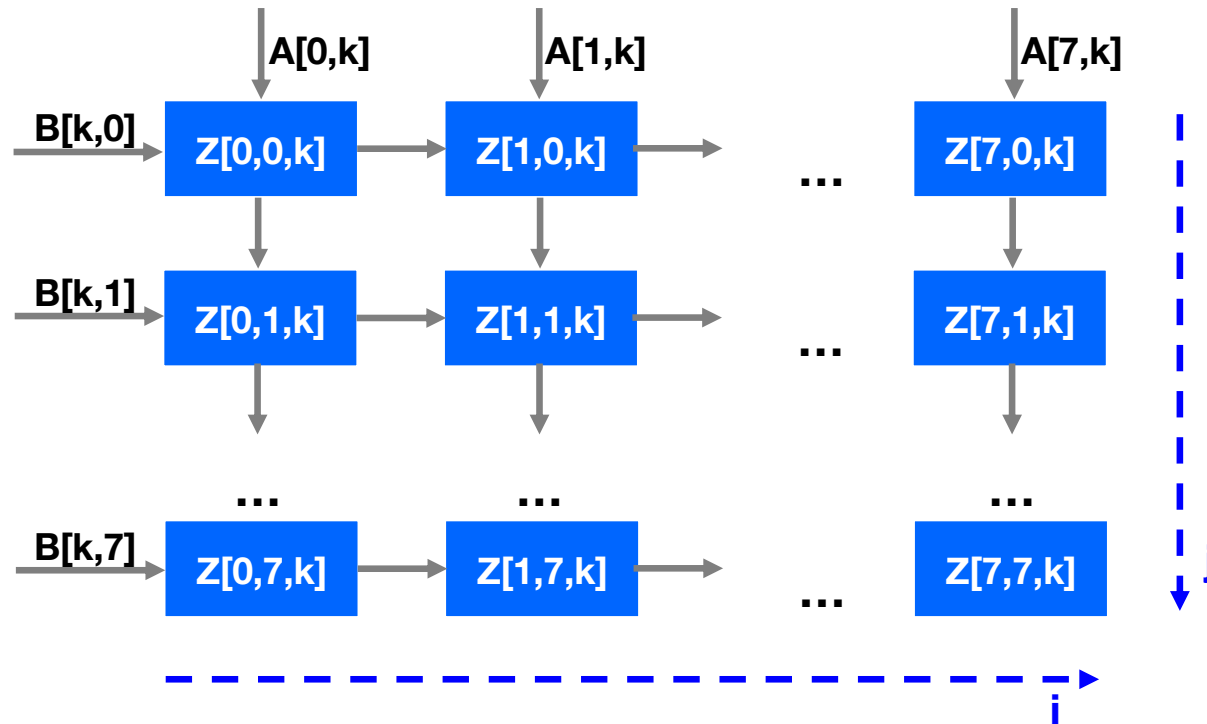 A[0,k] A[1,k] A[7,k]
B[k,0] Z[0,0,k] Z[1,0,k] ... Z[7,0,k]
B[k,1] Z[0,1,k] Z[1,1,k] ... Z[7,1,k]
... ... ...
B[k,7] Z[0,7,k] Z[1,7,k] ... Z[7,7,k]
j
i